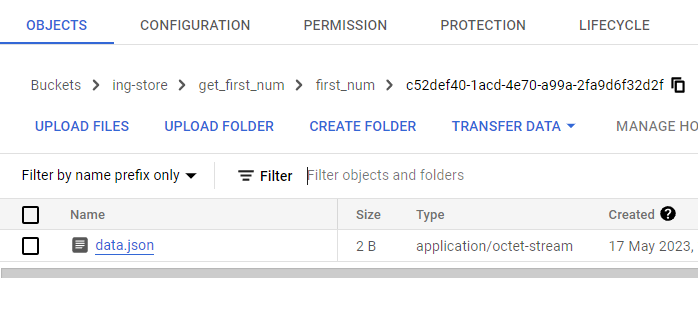 OBJECTS CONFIGURATION PERMISSION PROTECTION LIFECYCLE
Buckets > ing-store > get_first_num > first_num > c52def40-1acd-4e70-a99a-2fa9d6f32d2f
UPLOAD FILES UPLOAD FOLDER CREATE FOLDER TRANSFER DATA MANAGE HO
Filter by name prefix only Filter Filter objects and folders
Name Size Type Created ?
data.json 2 B application/octet-stream 17 May 2023,